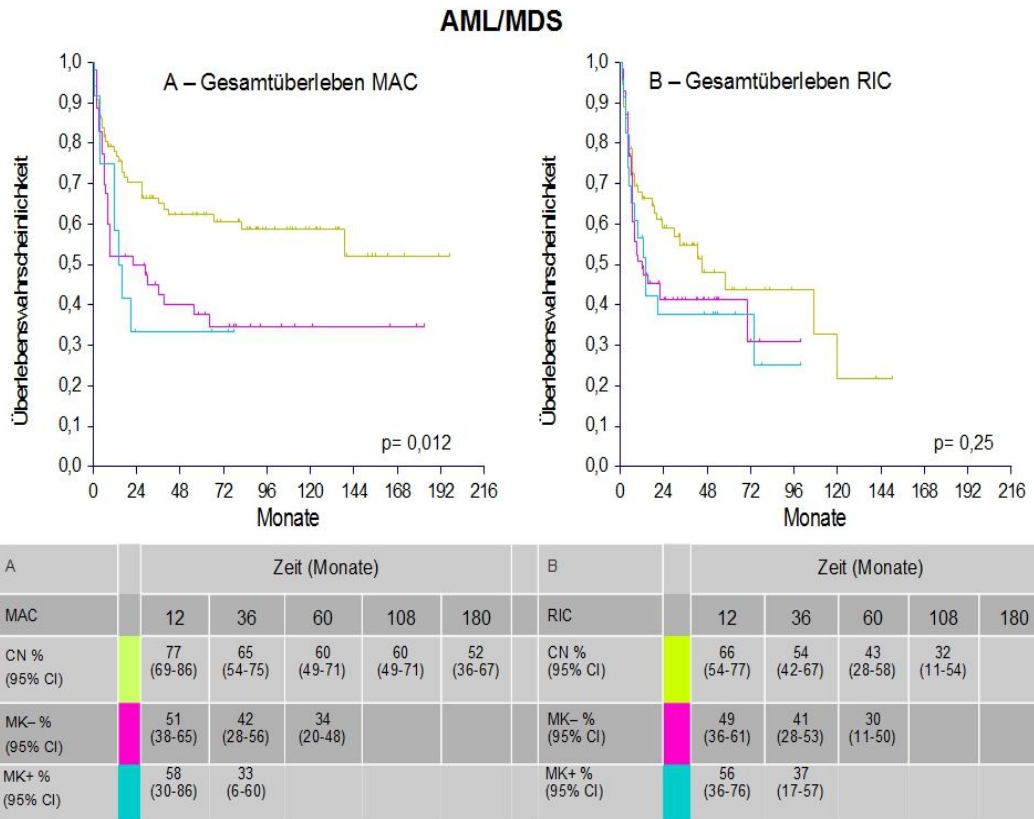 AML/MDS
A – Gesamtüberleben MAC
Überlebenswahrscheinlichkeit
1,0
0,9
0,8
0,7
0,6
0,5
0,4
0,3
0,2
0,1
0,0
p= 0,012
0 24 48 72 96 120 144 168 192 216
Monate
B – Gesamtüberleben RIC
Überlebenswahrscheinlichkeit
1,0
0,9
0,8
0,7
0,6
0,5
0,4
0,3
0,2
0,1
0,0
p= 0,25
0 24 48 72 96 120 144 168 192 216
Monate
A Zeit (Monate) B Zeit (Monate)
MAC 12 36 60 108 180 RIC 12 36 60 108 180
CN % 77 65 60 60 52 CN % 66 54 43 32
(95% CI) (69-86) (54-75) (49-71) (49-71) (36-67) (95% CI) (54-77) (42-67) (28-58) (11-54)
MK– % 51 42 34 MK– % 49 41 30
(95% CI) (38-65) (28-56) (20-48) (95% CI) (36-61) (28-53) (11-50)
MK+ % 58 33 MK+ % 56 37
(95% CI) (30-86) (6-60) (95% CI) (36-76) (17-57)